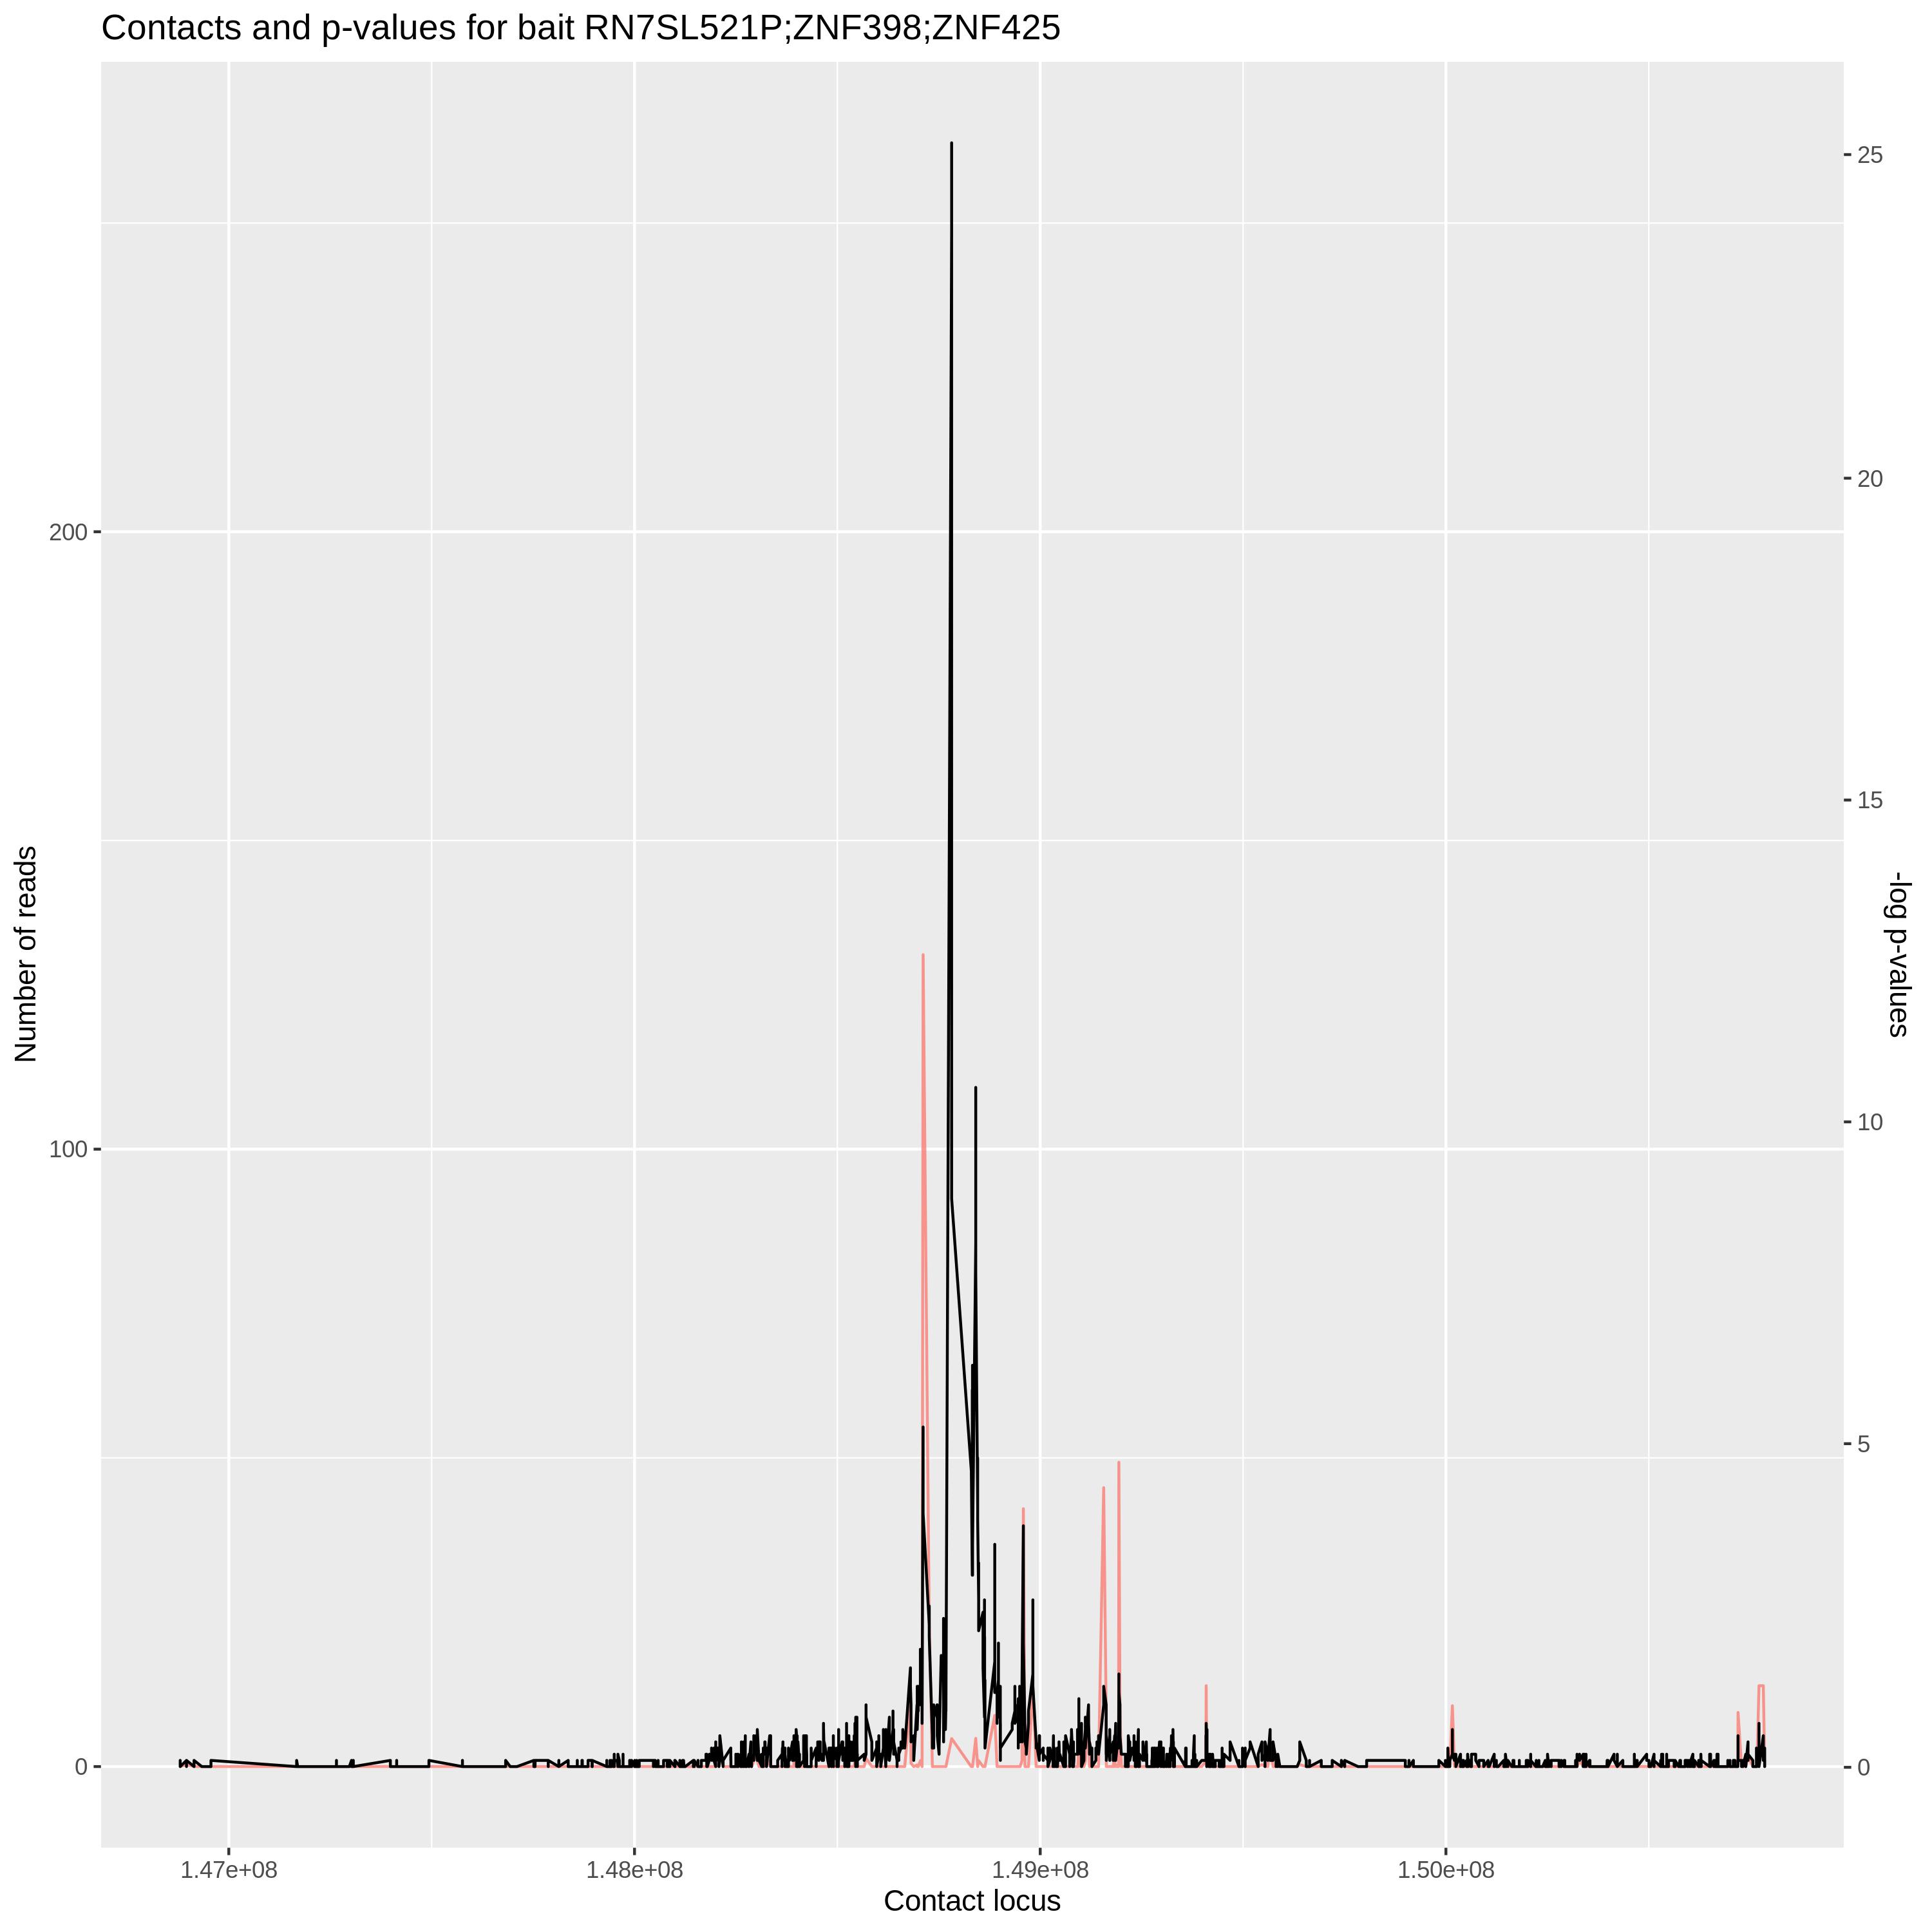 Contacts and p-values for bait RN7SL521P;ZNF398;ZNF425
Number of reads
200
100
0
25
20
15
10
5
0
-log p-values
1.47e+08
1.48e+08
1.49e+08
1.50e+08
Contact locus